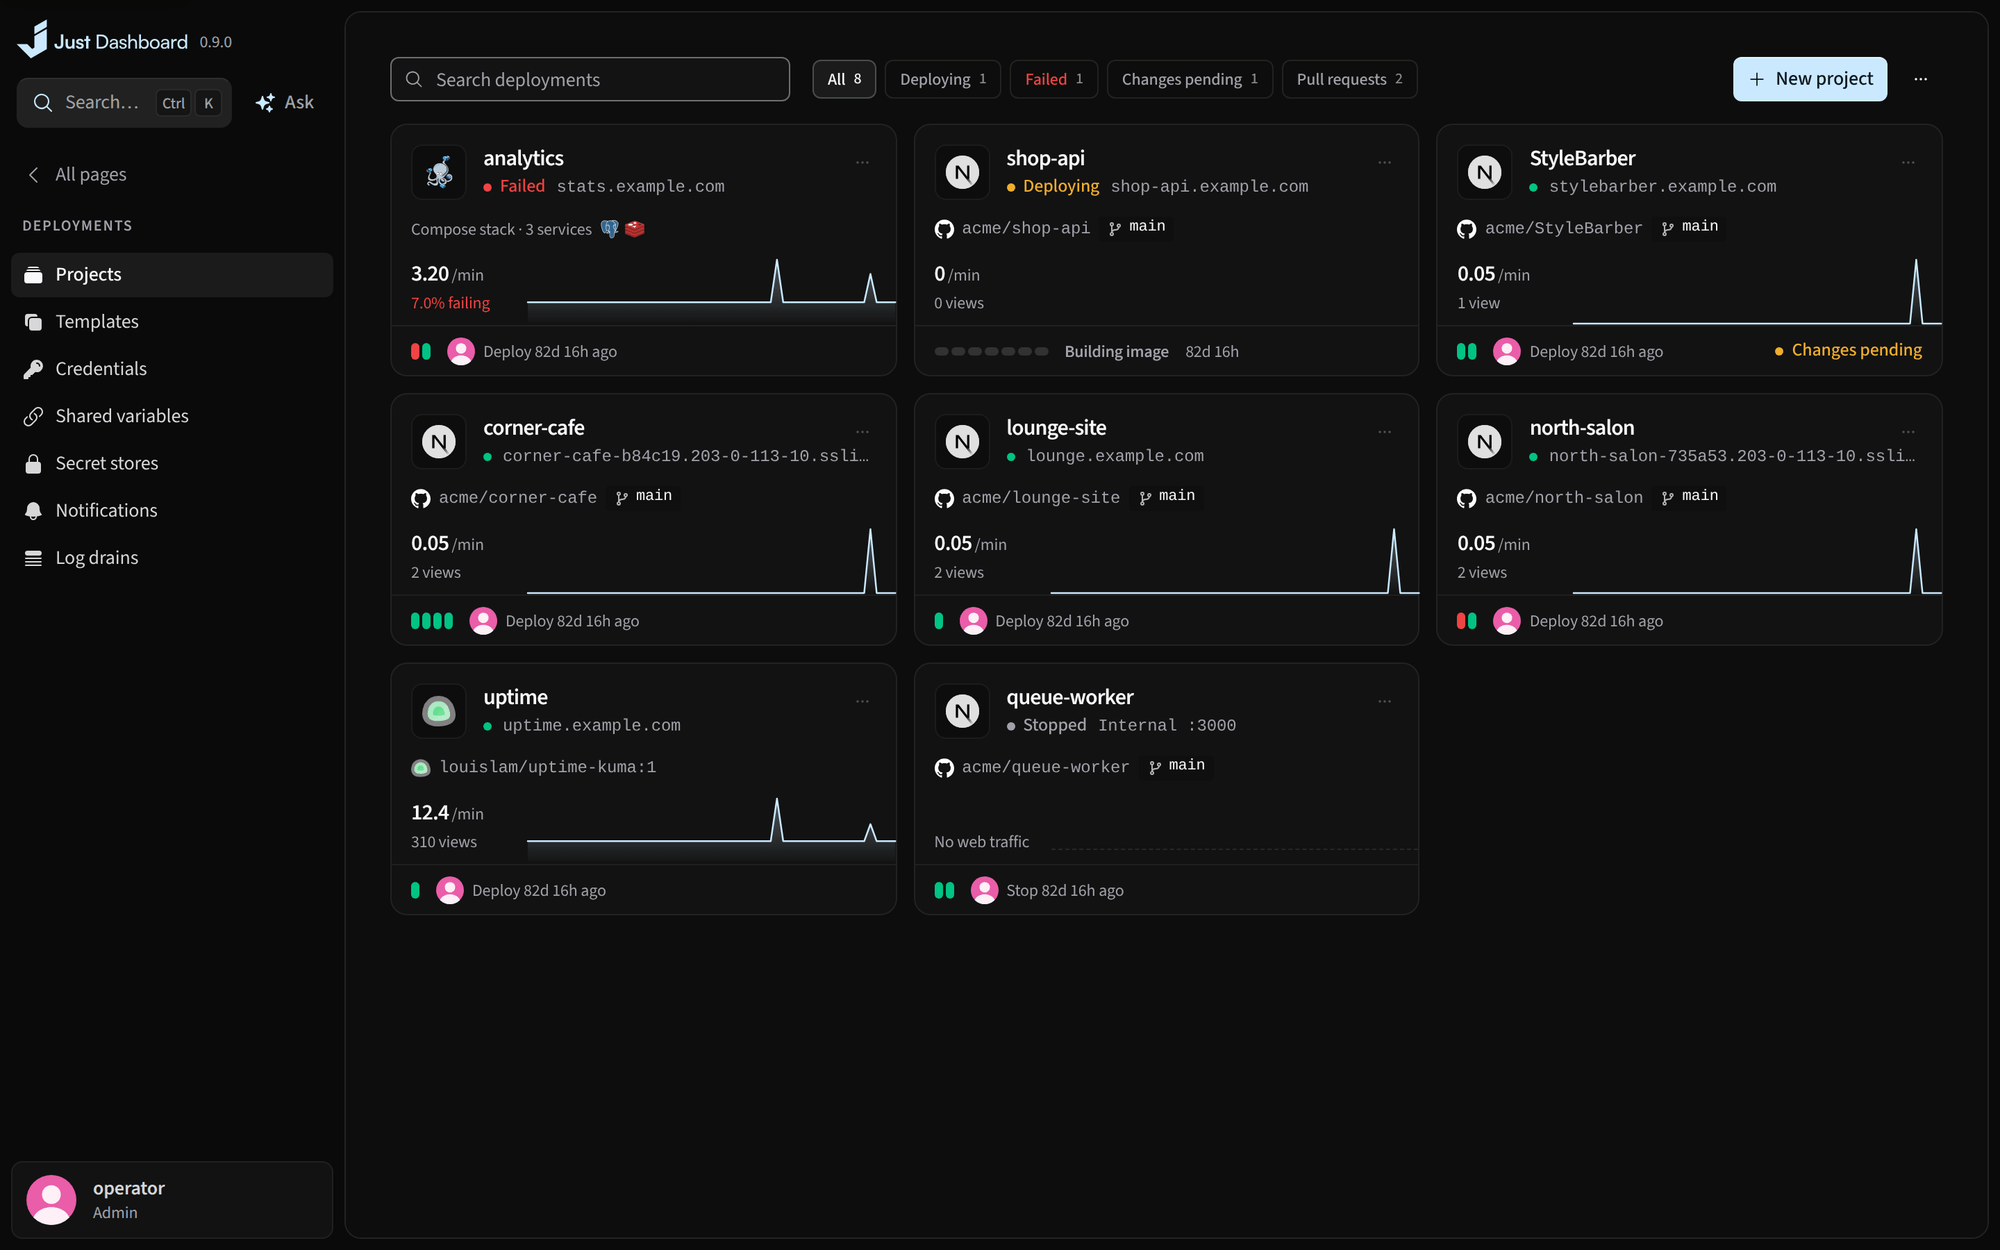 Just Dashboard 0.9.0
Search… Ctrl K
Ask
All pages
DEPLOYMENTS
Projects
Templates
Credentials
Shared variables
Secret stores
Notifications
Log drains
operator
Admin
Search deployments
All 8
Deploying 1
Failed 1
Changes pending 1
Pull requests 2
+ New project
analytics
Failed stats.example.com
Compose stack · 3 services
3.20 /min
7.0% failing
Deploy 82d 16h ago
shop-api
Deploying shop-api.example.com
acme/shop-api main
0 /min
0 views
Building image 82d 16h
StyleBarber
stylebarber.example.com
acme/StyleBarber main
0.05 /min
1 view
Deploy 82d 16h ago
Changes pending
corner-cafe
corner-cafe-b84c19.203-0-113-10.ssli…
acme/corner-cafe main
0.05 /min
2 views
Deploy 82d 16h ago
lounge-site
lounge.example.com
acme/lounge-site main
0.05 /min
2 views
Deploy 82d 16h ago
north-salon
north-salon-735a53.203-0-113-10.ssli…
acme/north-salon main
0.05 /min
2 views
Deploy 82d 16h ago
uptime
uptime.example.com
louislam/uptime-kuma:1
12.4 /min
310 views
Deploy 82d 16h ago
queue-worker
Stopped Internal :3000
acme/queue-worker main
No web traffic
Stop 82d 16h ago